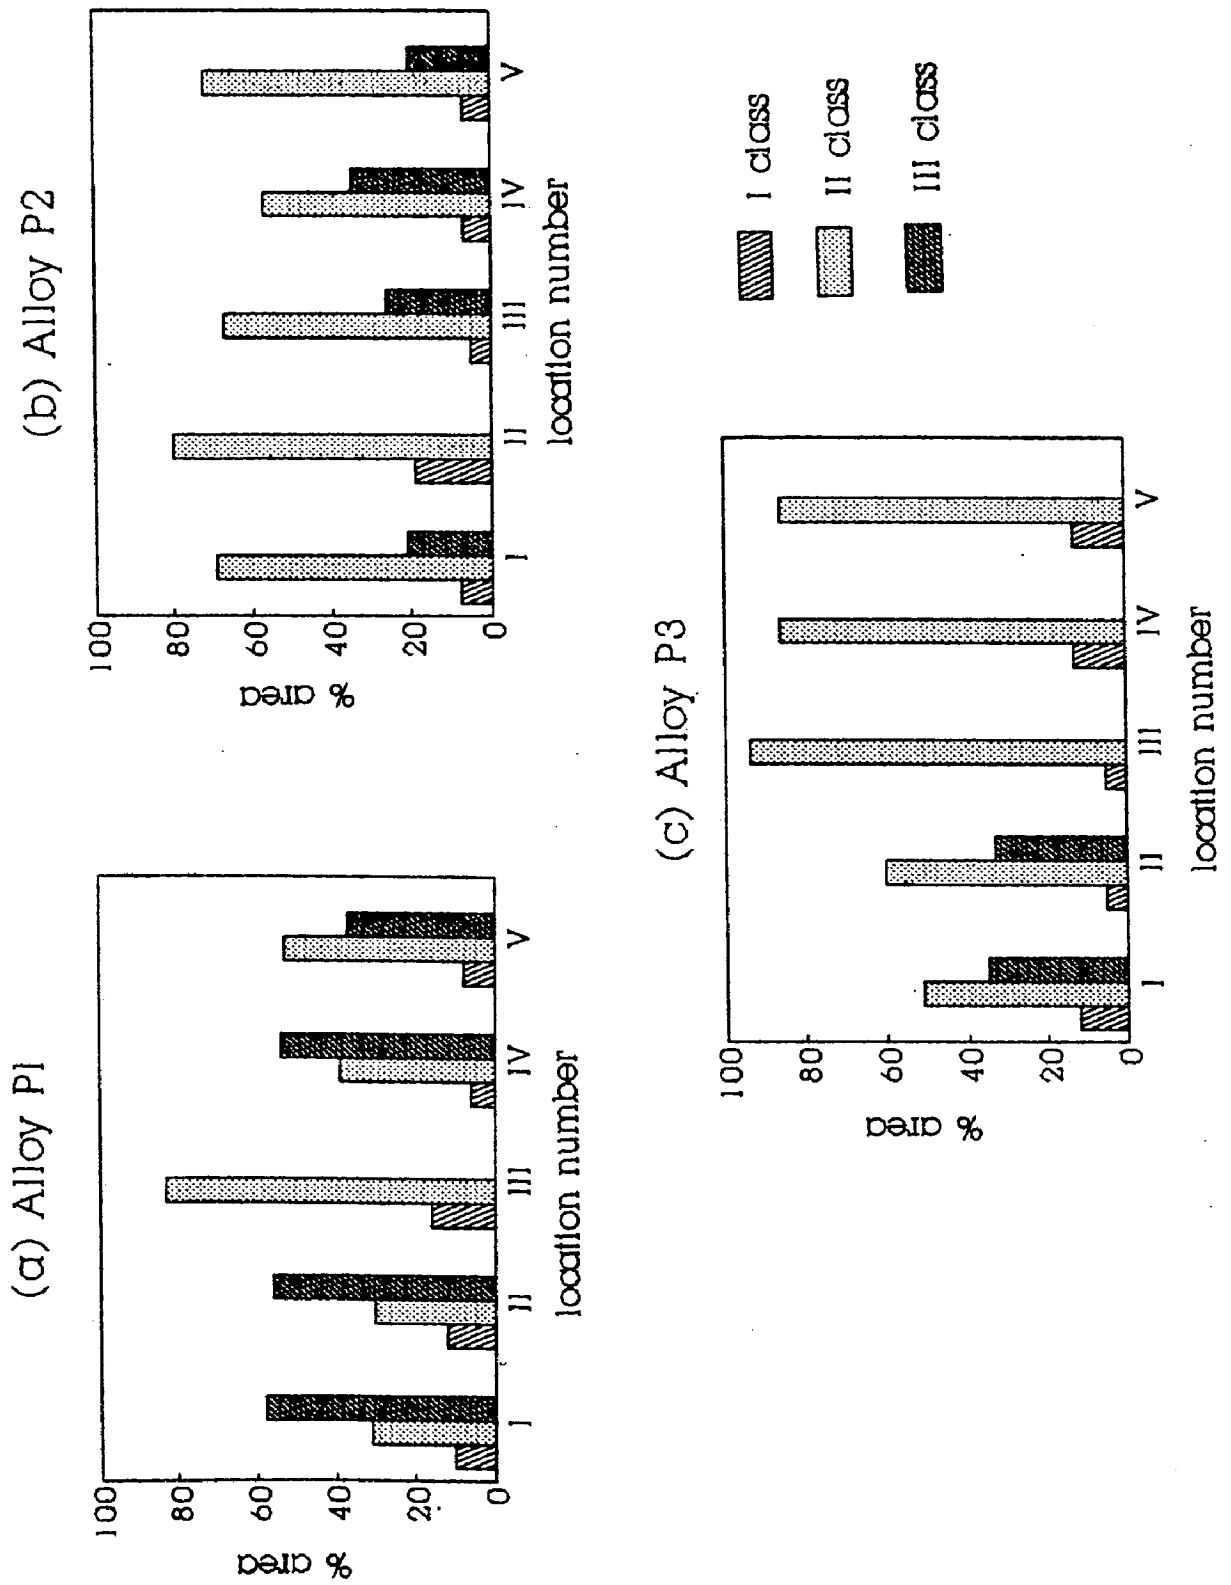 (a) Alloy P1
% area
100
80
60
40
20
0
I II III IV V
location number
(b) Alloy P2
% area
100
80
60
40
20
0
I II III IV V
location number
(c) Alloy P3
% area
100
80
60
40
20
0
I II III IV V
location number
I class
II class
III class